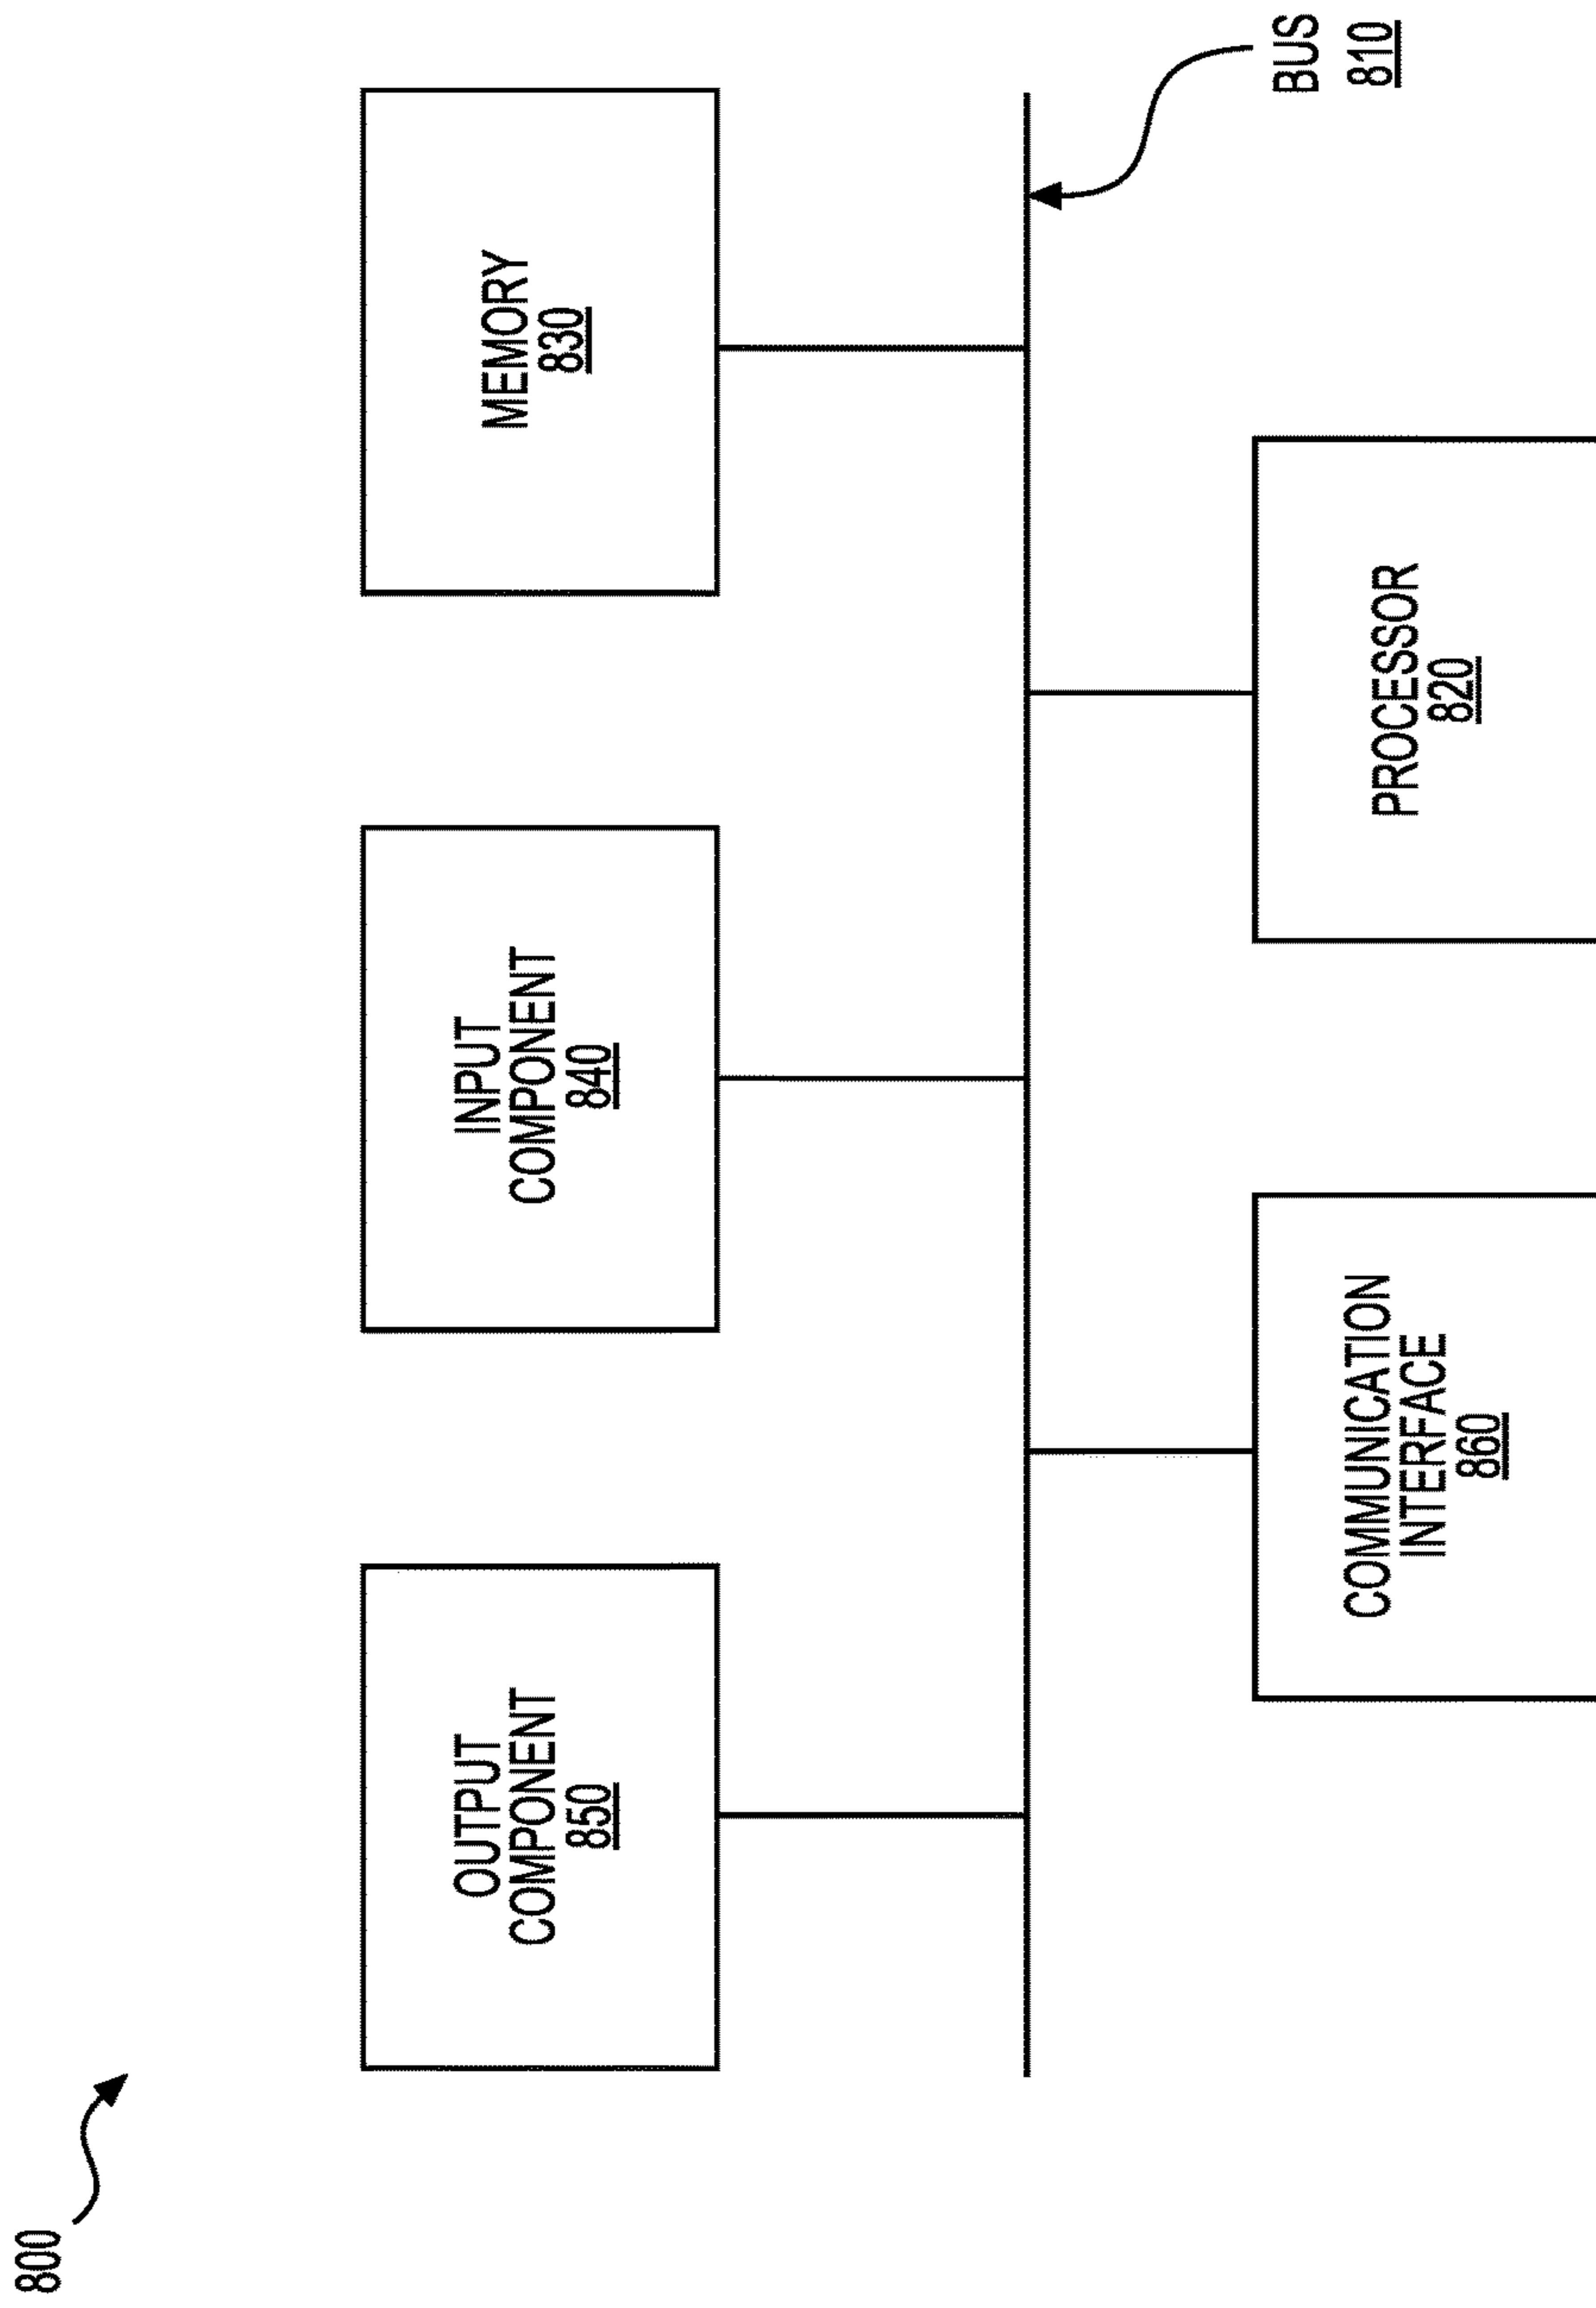 800
OUTPUT
COMPONENT
850
INPUT
COMPONENT
840
MEMORY
830
COMMUNICATION
INTERFACE
860
PROCESSOR
820
BUS
810